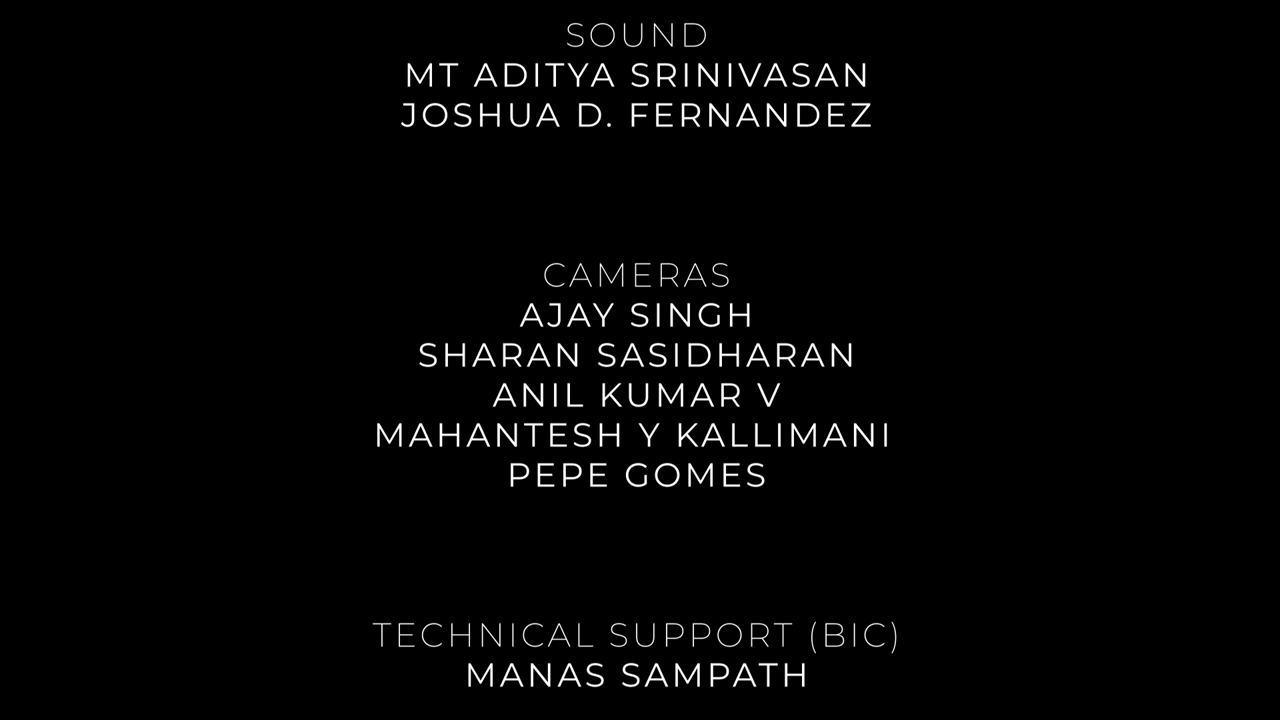 SOUND
MT ADITYA SRINIVASAN
JOSHUA D. FERNANDEZ
CAMERAS
AJAY SINGH
SHARAN SASIDHARAN
ANIL KUMAR V
MAHANTESH Y KALLIMANI
PEPE GOMES
TECHNICAL SUPPORT (BIC)
MANAS SAMPATH